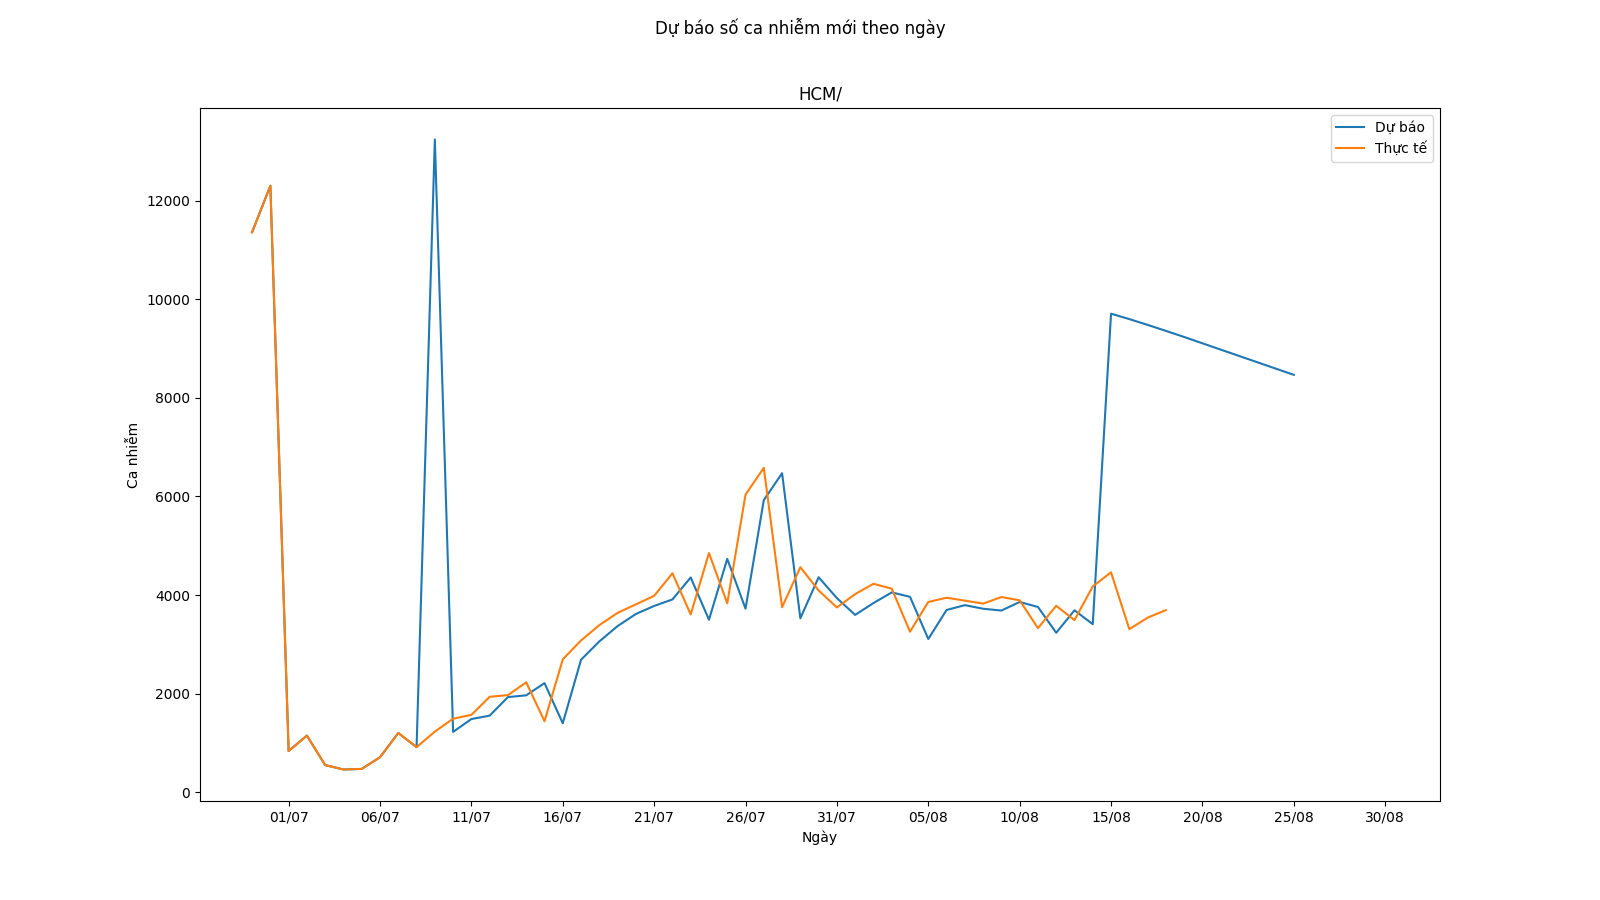 Dự báo số ca nhiễm mới theo ngày
HCM/
Dự báo
Thực tế
12000
10000
8000
6000
4000
2000
0
Ca nhiễm
01/07 06/07 11/07 16/07 21/07 26/07 31/07 05/08 10/08 15/08 20/08 25/08 30/08
Ngày